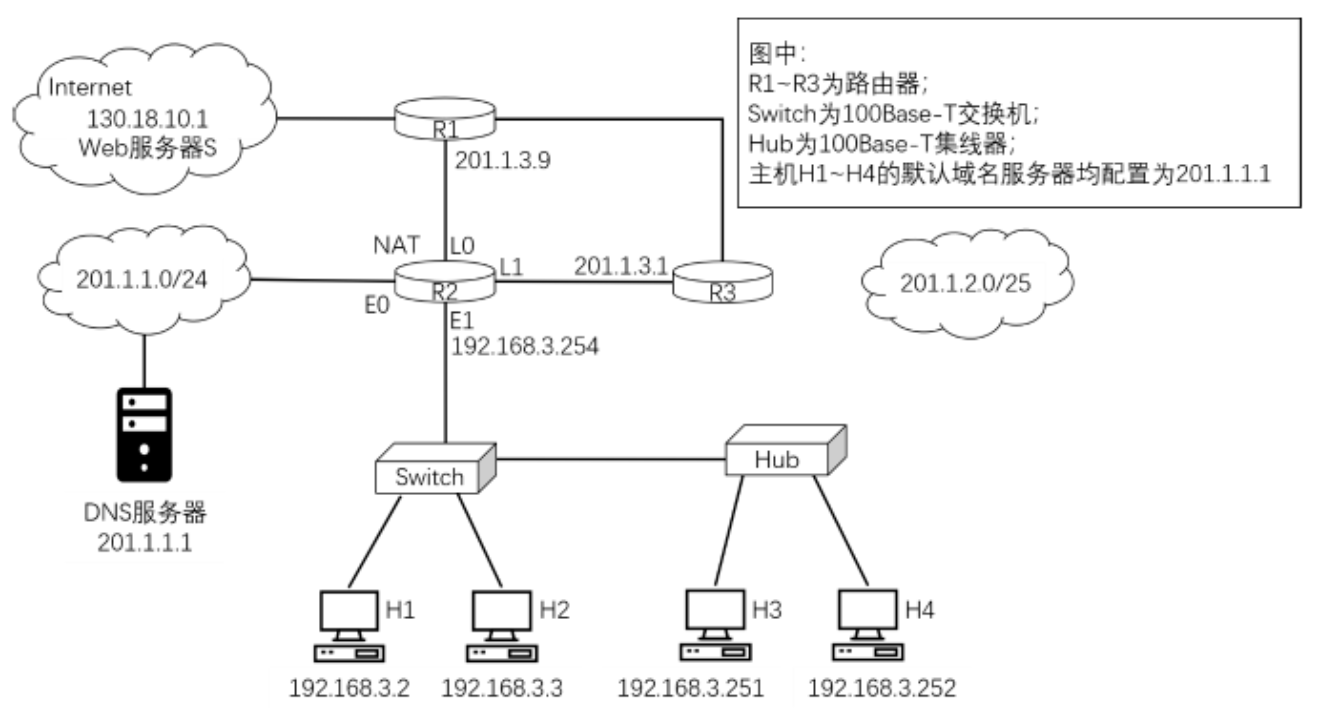 Internet
130.18.10.1
Web服务器S
R1
201.1.3.9
图中：
R1~R3为路由器；
Switch为100Base-T交换机；
Hub为100Base-T集线器；
主机H1~H4的默认域名服务器均配置为201.1.1.1
201.1.1.0/24
NAT
L0
L1
201.1.3.1
R2
R3
E0
E1
192.168.3.254
201.1.2.0/25
DNS服务器
201.1.1.1
Switch
Hub
H1
H2
H3
H4
192.168.3.2
192.168.3.3
192.168.3.251
192.168.3.252